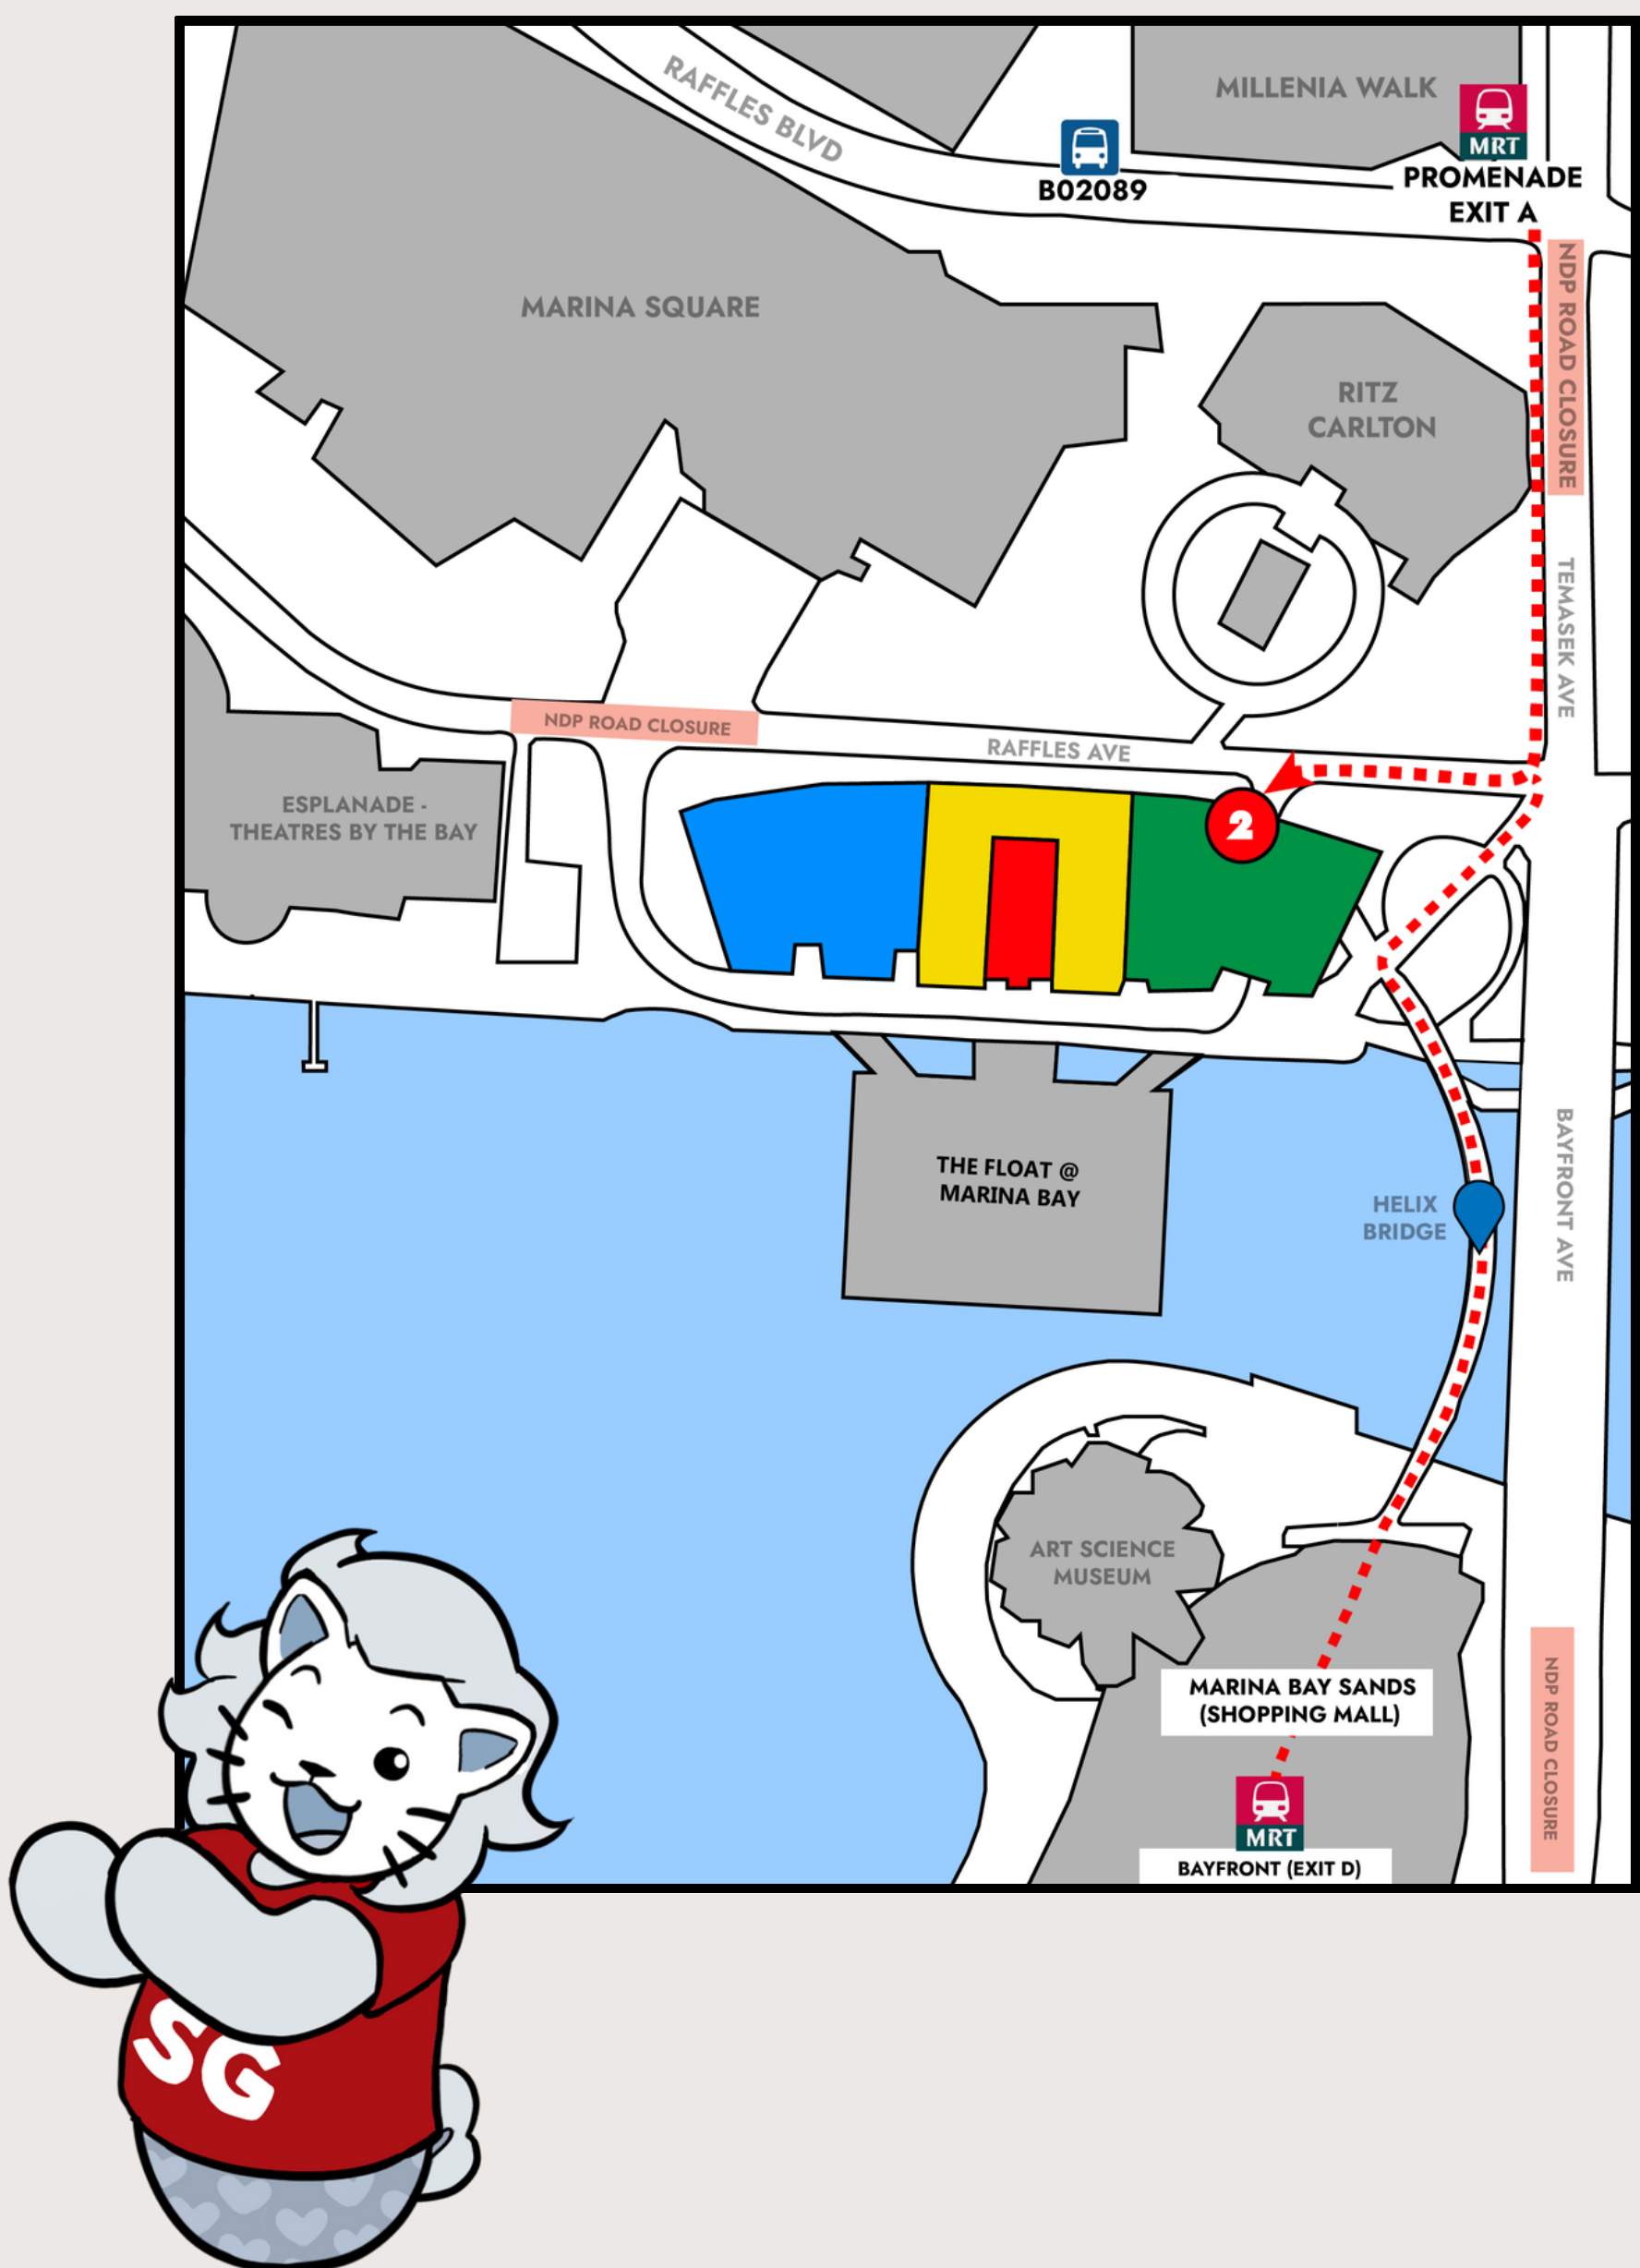 RAFFLES BLVD
MILLENIA WALK
MRT
B02089
PROMENADE
EXIT A
NDP ROAD CLOSURE
MARINA SQUARE
RITZ
CARLTON
TEMASEK AVE
NDP ROAD CLOSURE
RAFFLES AVE
ESPLANADE -
THEATRES BY THE BAY
2
THE FLOAT @
MARINA BAY
HELIX
BRIDGE
BAYFRONT AVE
ART SCIENCE
MUSEUM
MARINA BAY SANDS
(SHOPPING MALL)
NDP ROAD CLOSURE
MRT
BAYFRONT (EXIT D)
SG